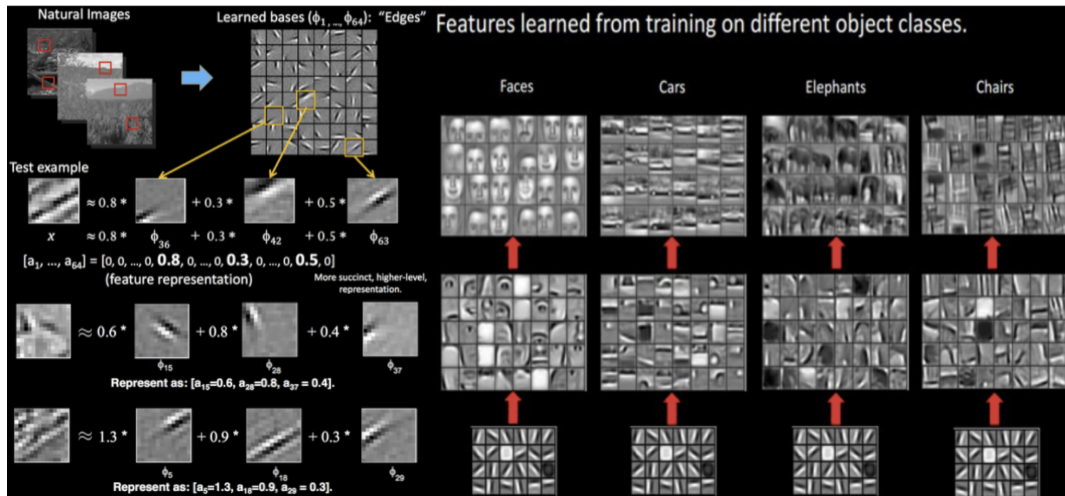 Natural Images
Learned bases (ϕ1, ..., ϕ64): "Edges"
Test example
≈ 0.8 * + 0.3 * + 0.5 *
x ≈ 0.8 * ϕ36 + 0.3 * ϕ42 + 0.5 * ϕ63
[a1, ..., a64] = [0, 0, ..., 0, 0.8, 0, ..., 0, 0.3, 0, ..., 0, 0.5, 0]
(feature representation)
More succinct, higher-level,
representation.
≈ 0.6 * + 0.8 * + 0.4 *
ϕ15 ϕ28 ϕ37
Represent as: [a15=0.6, a28=0.8, a37 = 0.4].
≈ 1.3 * + 0.9 * + 0.3 *
ϕ5 ϕ18 ϕ29
Represent as: [a5=1.3, a18=0.9, a29 = 0.3].
Features learned from training on different object classes.
Faces Cars Elephants Chairs